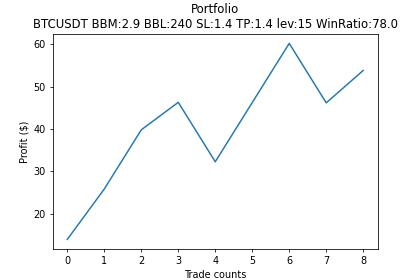 Portfolio
BTCUSDT BBM:2.9 BBL:240 SL:1.4 TP:1.4 lev:15 WinRatio:78.0
60
50
40
30
20
Profit ($)
0 1 2 3 4 5 6 7 8
Trade counts